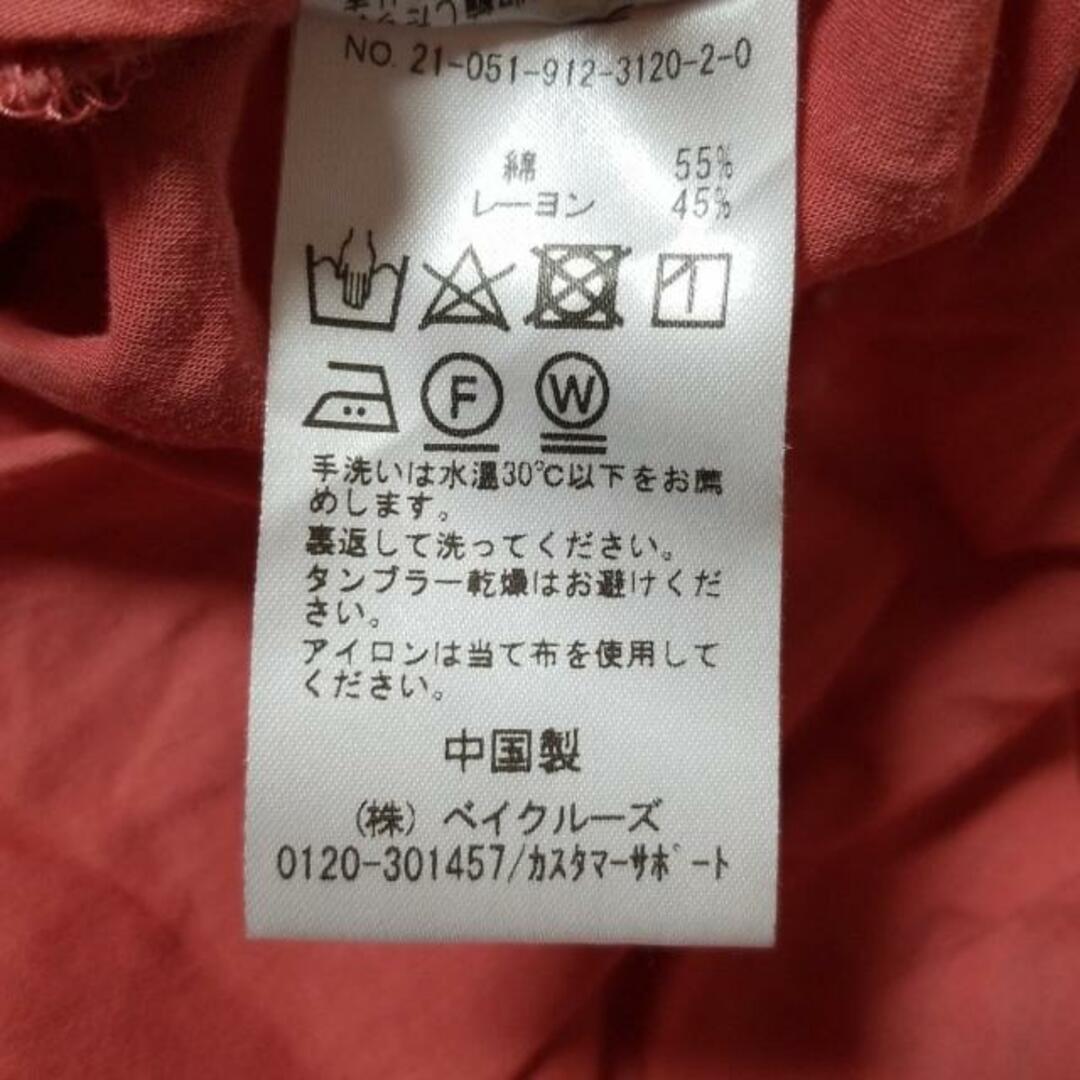 NO. 21-051-912-3120-2-0
綿 55%
レーヨン 45%
F W
手洗いは水温30℃以下をお薦
めします。
裏返して洗ってください。
タンブラー乾燥はお避けくだ
さい。
アイロンは当て布を使用して
ください。
中国製
(株) ベイクルーズ
0120-301457/カスタマーサポート